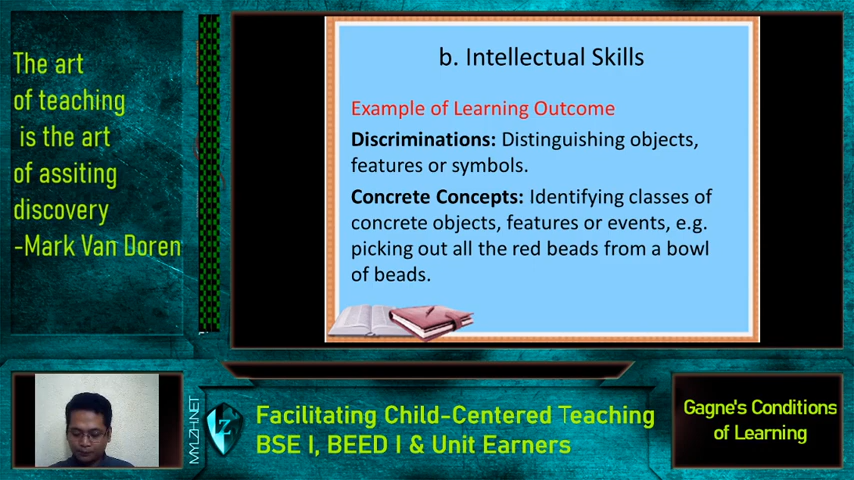 The art
of teaching
is the art
of assiting
discovery
-Mark Van Doren
b. Intellectual Skills
Example of Learning Outcome
Discriminations: Distinguishing objects,
features or symbols.
Concrete Concepts: Identifying classes of
concrete objects, features or events, e.g.
picking out all the red beads from a bowl
of beads.
MYLZH.NET
Z
Facilitating Child-Centered Teaching
BSE I, BEED I & Unit Earners
Gagne's Conditions
of Learning